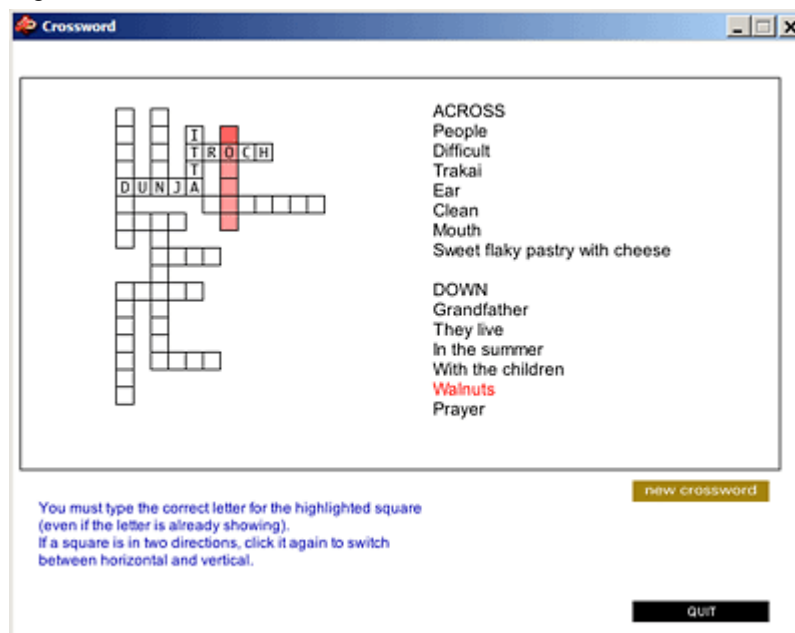 Crossword
I
TROCH
T
DUNJA
ACROSS
People
Difficult
Trakai
Ear
Clean
Mouth
Sweet flaky pastry with cheese
DOWN
Grandfather
They live
In the summer
With the children
Walnuts
Prayer
new crossword
You must type the correct letter for the highlighted square
(even if the letter is already showing).
If a square is in two directions, click it again to switch
between horizontal and vertical.
QUIT